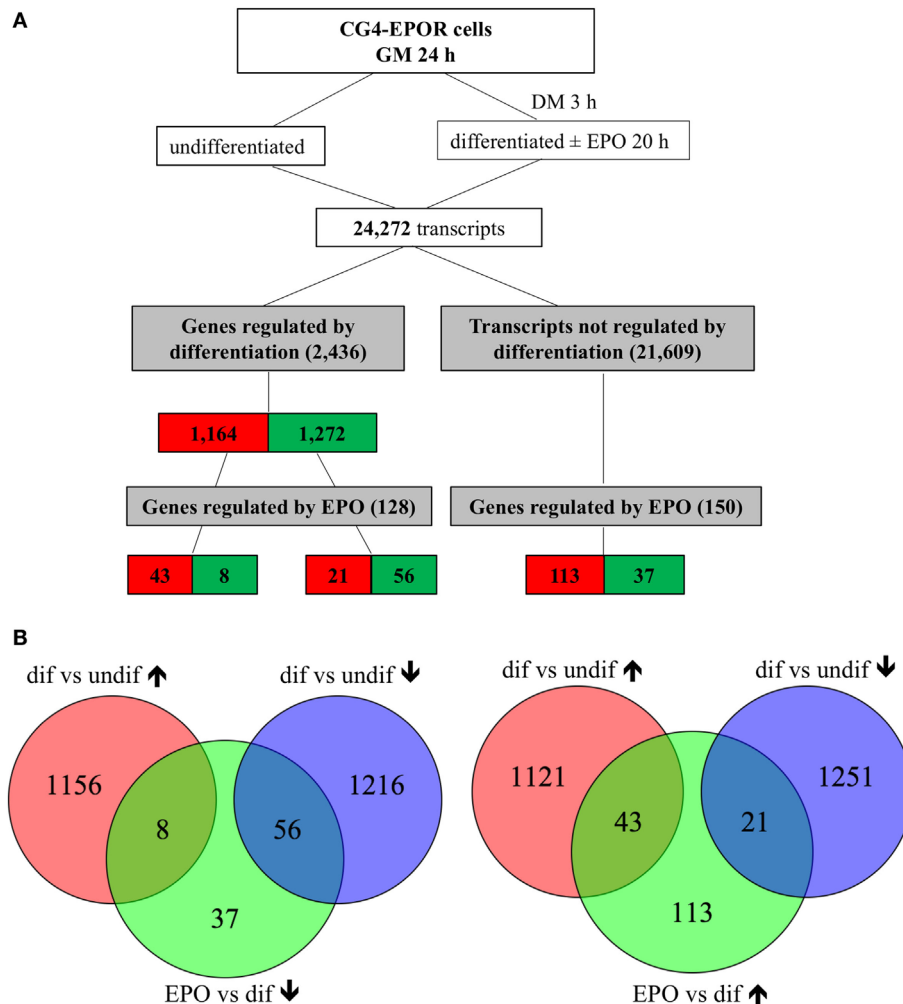 A
CG4-EPOR cells
GM 24 h
DM 3 h
undifferentiated
differentiated ± EPO 20 h
24,272 transcripts
Genes regulated by
differentiation (2,436)
Transcripts not regulated by
differentiation (21,609)
1,164 1,272
Genes regulated by EPO (128)
Genes regulated by EPO (150)
43 8
21 56
113 37
B
dif vs undif ↑
dif vs undif ↓
1156
1216
8
56
37
EPO vs dif ↓
dif vs undif ↑
dif vs undif ↓
1121
1251
43
21
113
EPO vs dif ↑